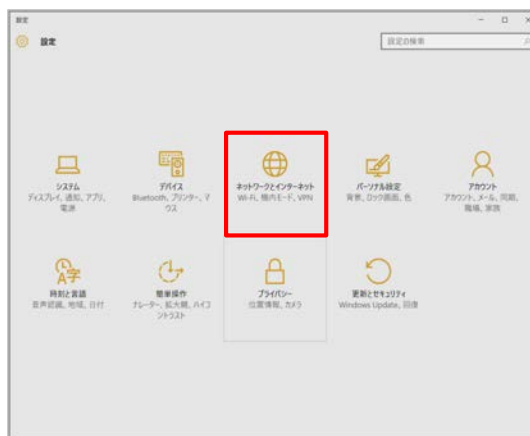 設定
設定
設定の検索
システム
ディスプレイ、通知、アプリ、
電源
デバイス
Bluetooth、プリンター、マ
ウス
ネットワークとインターネット
Wi-Fi、機内モード、VPN
パーソナル設定
背景、ロック画面、色
アカウント
アカウント、メール、同期、
職場、家族
A字
時刻と言語
音声認識、地域、日付
簡単操作
ナレーター、拡大鏡、ハイコ
ントラスト
プライバシー
位置情報、カメラ
更新とセキュリティ
Windows Update、回復